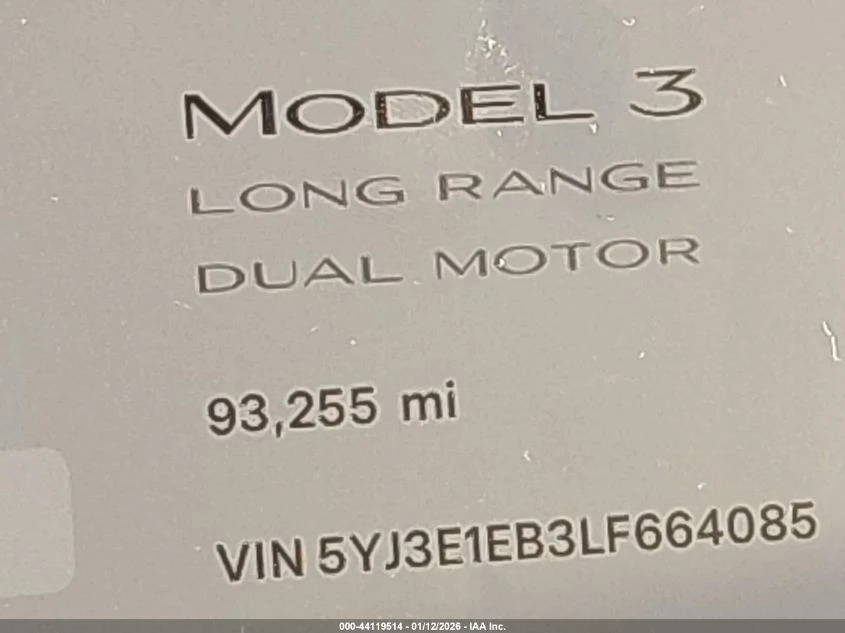 MODEL 3
LONG RANGE
DUAL MOTOR
93,255 mi
VIN 5YJ3E1EB3LF664085
000-44119514 - 01/12/2026 - IAA Inc.